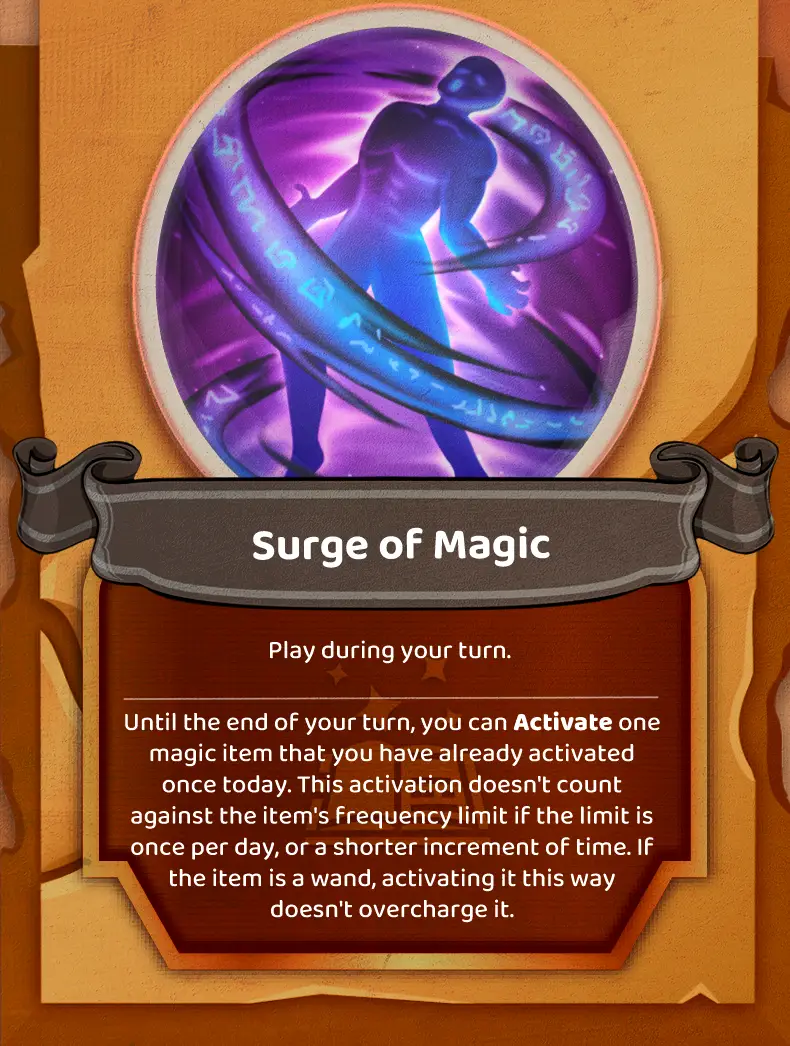 Surge of Magic
Play during your turn.
Until the end of your turn, you can Activate one
magic item that you have already activated
once today. This activation doesn't count
against the item's frequency limit if the limit is
once per day, or a shorter increment of time. If
the item is a wand, activating it this way
doesn't overcharge it.